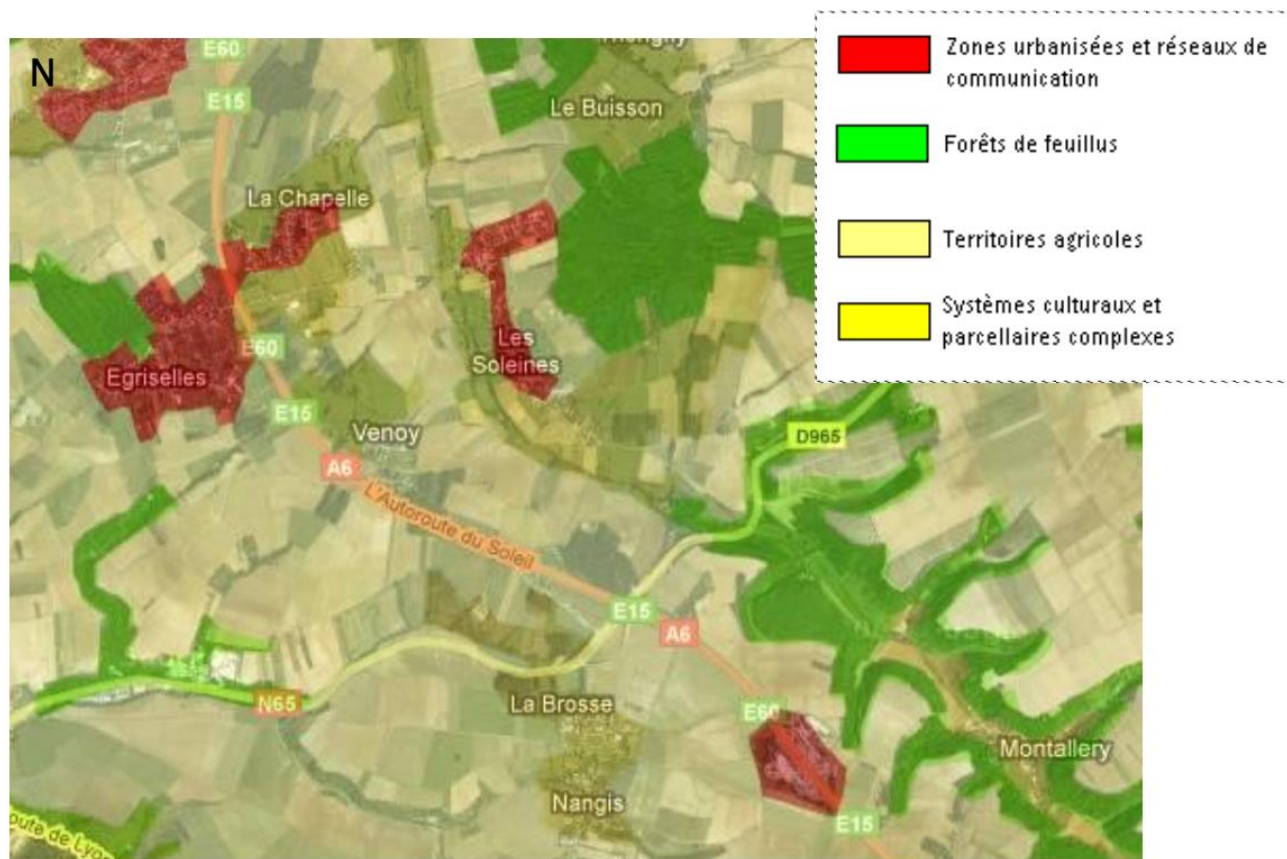 Zones urbanisées et réseaux de
communication
Forêts de feuillus
Territoires agricoles
Systèmes culturaux et
parcellaires complexes
N
E60
E15
Le Buisson
La Chapelle
Les
Soleines
E60
Egriselles
E15
Venoy
D965
A6
L'Autoroute du Soleil
E15
A6
N65
La Brosse
E60
Montallery
Nangis
E15
oute de Lyon